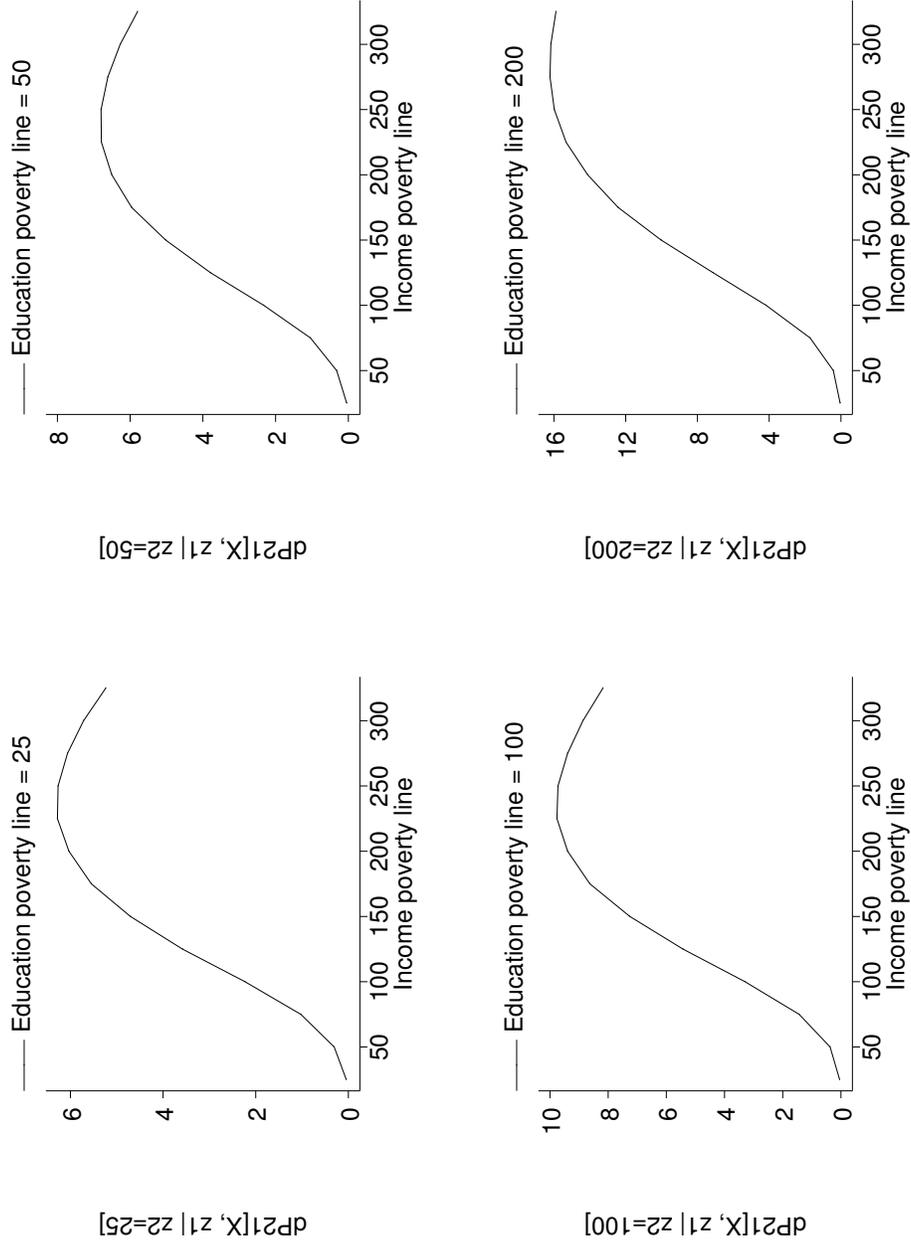 Education poverty line = 25
dP21[X, z1 | z2=25]
6
4
2
0
50 100 150 200 250 300
Income poverty line
Education poverty line = 50
dP21[X, z1 | z2=50]
8
6
4
2
0
50 100 150 200 250 300
Income poverty line
Education poverty line = 100
dP21[X, z1 | z2=100]
10
8
6
4
2
0
50 100 150 200 250 300
Income poverty line
Education poverty line = 200
dP21[X, z1 | z2=200]
16
12
8
4
0
50 100 150 200 250 300
Income poverty line